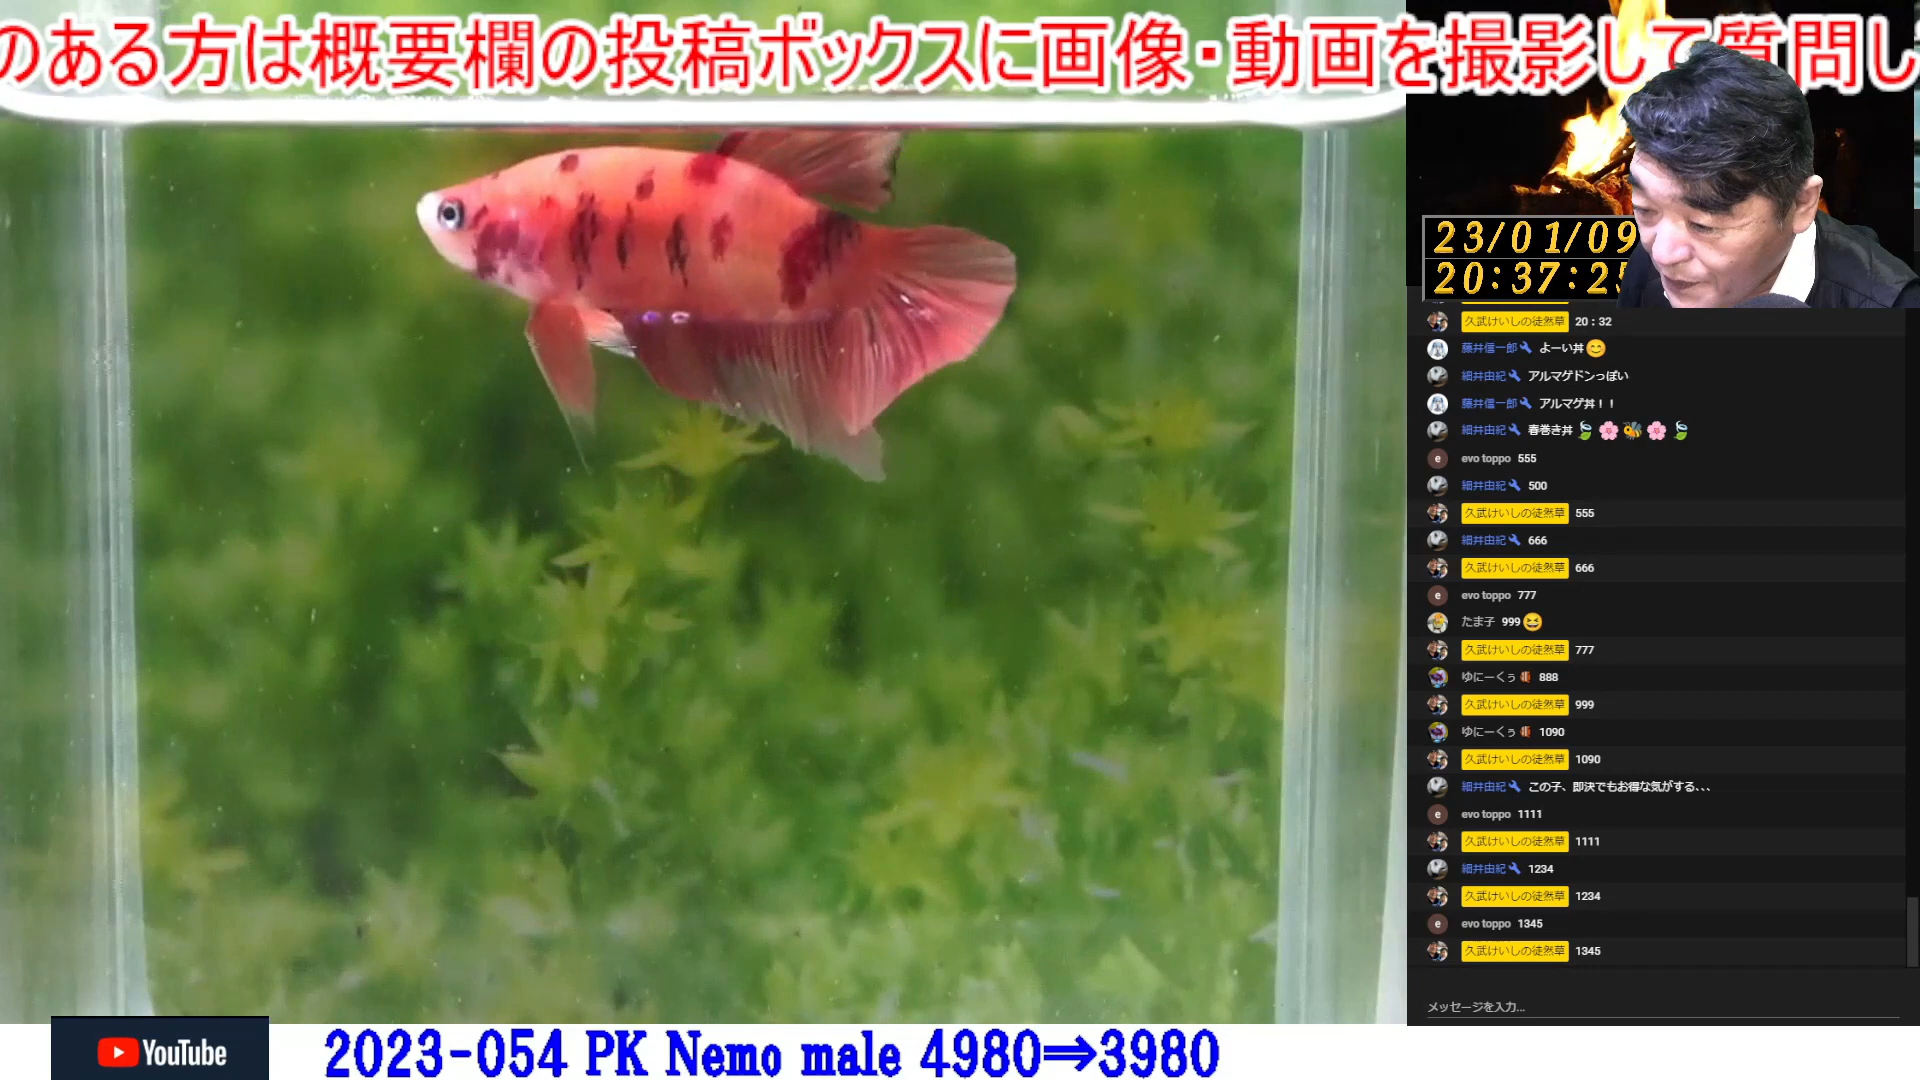 のある方は概要欄の投稿ボックスに画像・動画を撮影して質問し
23/01/09
20:37:25
久武けいしの徒然草 20:32
藤井信一郎 よーい丼😊
細井由紀 アルマゲドンっぽい
藤井信一郎 アルマゲ丼！！
細井由紀 春巻き丼🍃🌸🐝🌸🍃
e evo toppo 555
細井由紀 500
久武けいしの徒然草 555
細井由紀 666
久武けいしの徒然草 666
e evo toppo 777
たま子 999😆
久武けいしの徒然草 777
ゆにーくぅ 888
久武けいしの徒然草 999
ゆにーくぅ 1090
久武けいしの徒然草 1090
細井由紀 この子、即決でもお得な気がする、、、
e evo toppo 1111
久武けいしの徒然草 1111
細井由紀 1234
久武けいしの徒然草 1234
e evo toppo 1345
久武けいしの徒然草 1345
メッセージを入力...
YouTube
2023-054 PK Nemo male 4980⇒3980